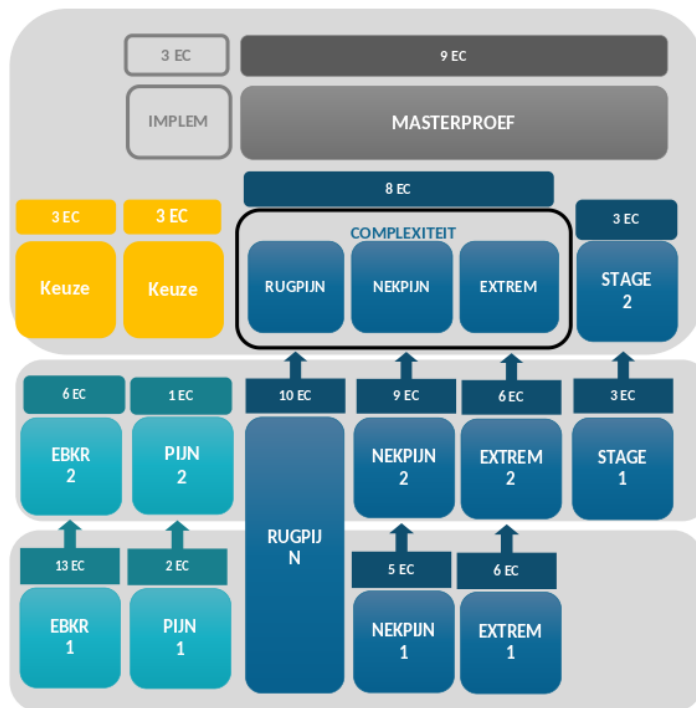 3 EC
9 EC
IMPLEM
MASTERPROEF
8 EC
3 EC
3 EC
3 EC
COMPLEXITEIT
Keuze
Keuze
RUGPIJN
NEKPIJN
EXTREM
STAGE
2
6 EC
1 EC
10 EC
9 EC
6 EC
3 EC
EBKR
2
PIJN
2
NEKPIJN
2
EXTREM
2
STAGE
1
RUGPIJ
N
13 EC
2 EC
5 EC
6 EC
EBKR
1
PIJN
1
NEKPIJN
1
EXTREM
1